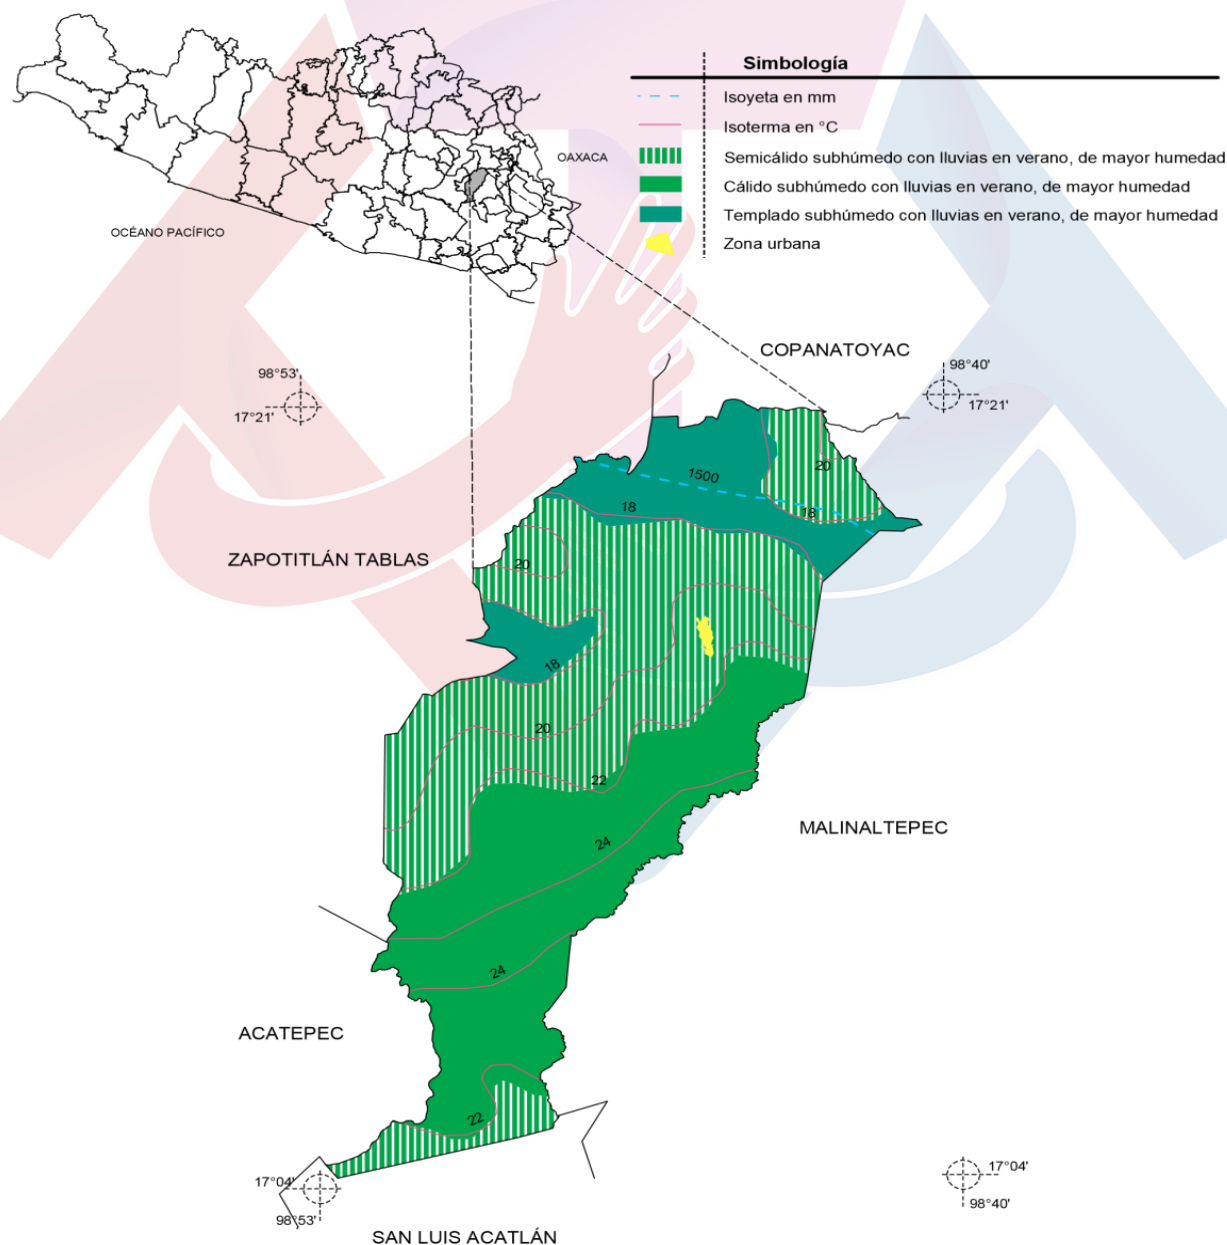 Simbología
Isoyeta en mm
Isoterma en °C
Semicálido subhúmedo con lluvias en verano, de mayor humedad
Cálido subhúmedo con lluvias en verano, de mayor humedad
Templado subhúmedo con lluvias en verano, de mayor humedad
Zona urbana
OAXACA
OCÉANO PACÍFICO
COPANATOYAC
98°53'
17°21'
98°40'
17°21'
20
1500
18
18
ZAPOTITLÁN TABLAS
20
18
20
22
MALINALTEPEC
24
24
ACATEPEC
22
17°04'
98°53'
17°04'
98°40'
SAN LUIS ACATLÁN